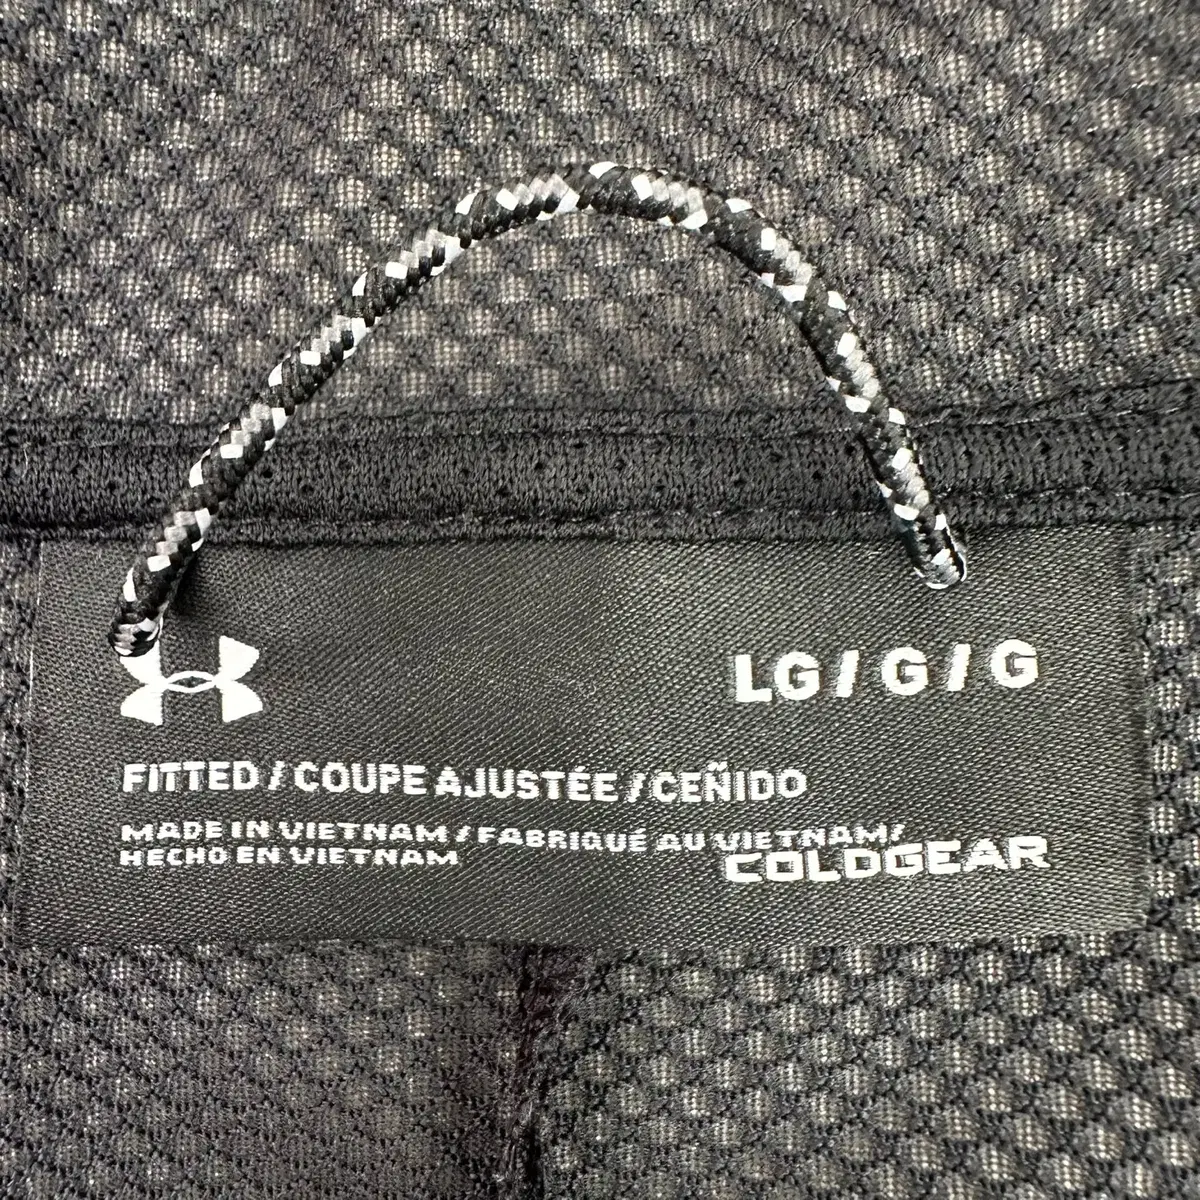 LG / G / G
FITTED / COUPE AJUSTÉE / CEÑIDO
MADE IN VIETNAM / FABRIQUÉ AU VIETNAM/
HECHO EN VIETNAM
COLDGEAR